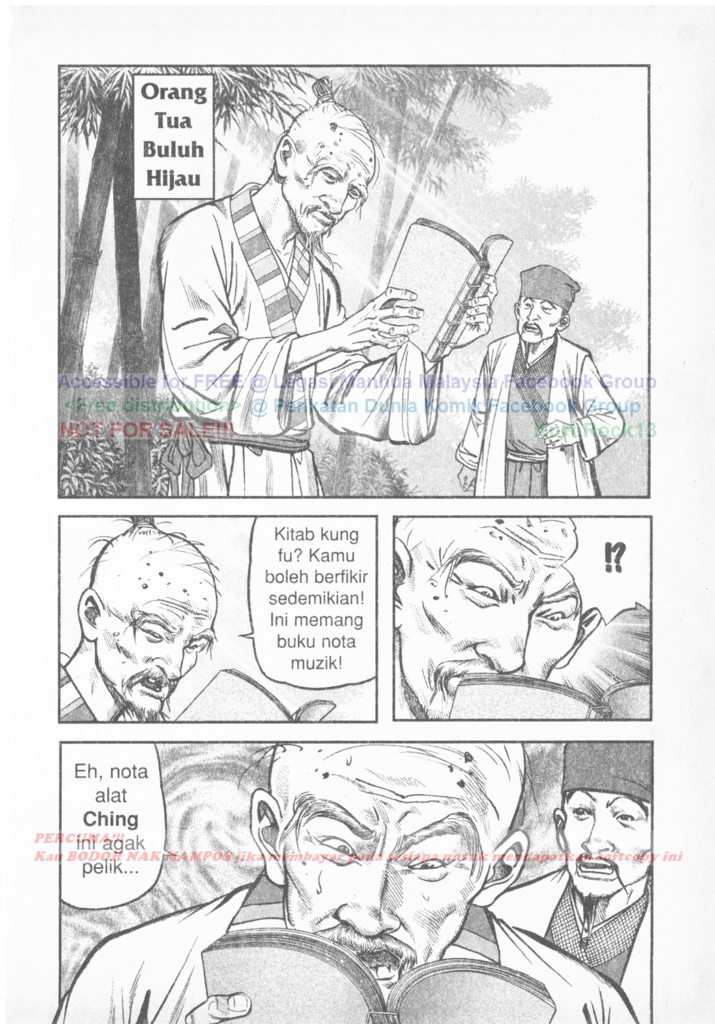 Orang
Tua
Buluh
Hijau
Accessible for FREE @ Legasi Manhua Malaysia Facebook Group
<Free distribution> @ Perikatan Dunia Komik Facebook Group
NOT FOR SALE!!!
Rock13
Kitab kung
fu? Kamu
boleh berfikir
sedemikian!
Ini memang
buku nota
muzik!
!?
Eh, nota
alat
Ching
ini agak
pelik...
PERCUMA!!!
Kau BODOH NAK MAMPOS jika membayar pada sesiapa untuk mendapatkan softcopy ini